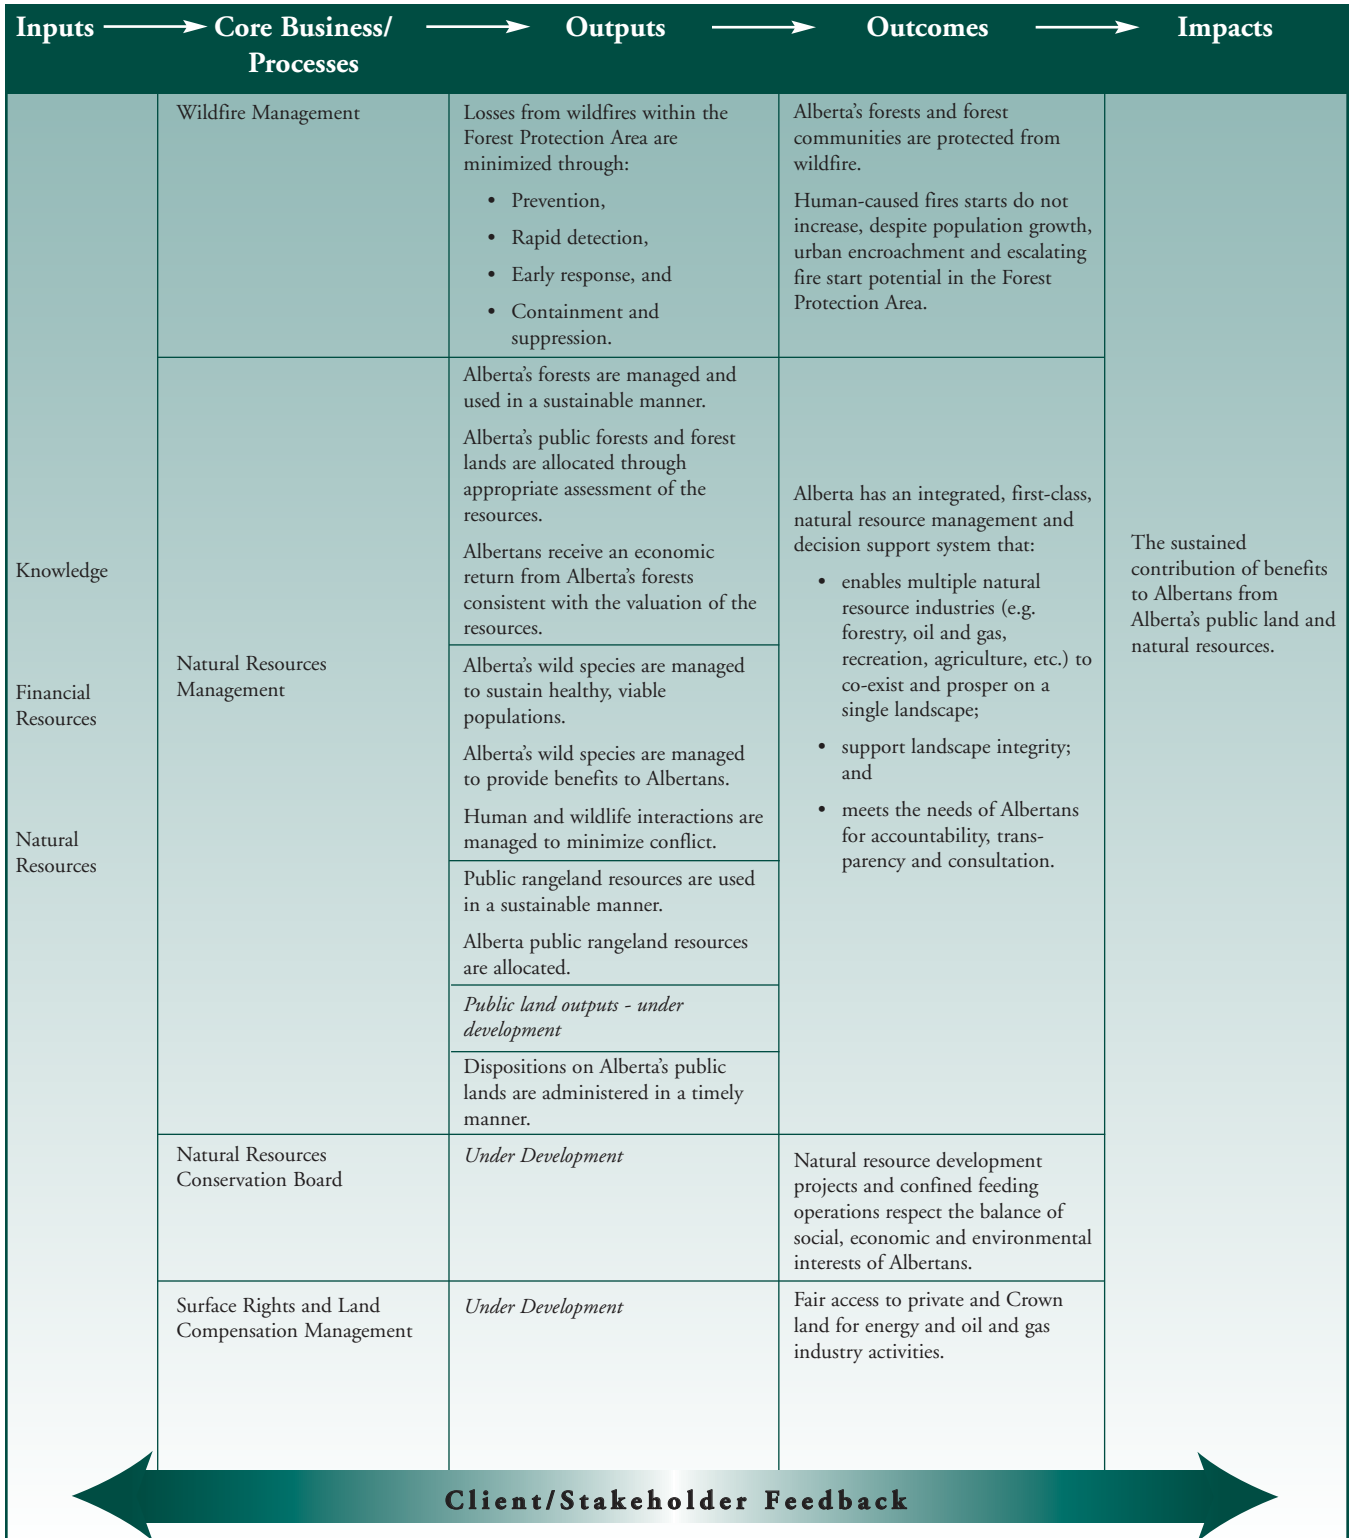 Inputs
Core Business/
Processes
Outputs
Outcomes
Impacts
Knowledge
Financial
Resources
Natural
Resources
Wildfire Management
Losses from wildfires within the
Forest Protection Area are
minimized through:
• Prevention,
• Rapid detection,
• Early response, and
• Containment and
suppression.
Alberta's forests and forest
communities are protected from
wildfire.
Human-caused fires starts do not
increase, despite population growth,
urban encroachment and escalating
fire start potential in the Forest
Protection Area.
Natural Resources
Management
Alberta's forests are managed and
used in a sustainable manner.
Alberta's public forests and forest
lands are allocated through
appropriate assessment of the
resources.
Albertans receive an economic
return from Alberta's forests
consistent with the valuation of the
resources.
Alberta's wild species are managed
to sustain healthy, viable
populations.
Alberta's wild species are managed
to provide benefits to Albertans.
Human and wildlife interactions are
managed to minimize conflict.
Public rangeland resources are used
in a sustainable manner.
Alberta public rangeland resources
are allocated.
Public land outputs - under
development
Dispositions on Alberta's public
lands are administered in a timely
manner.
Alberta has an integrated, first-class,
natural resource management and
decision support system that:
• enables multiple natural
resource industries (e.g.
forestry, oil and gas,
recreation, agriculture, etc.) to
co-exist and prosper on a
single landscape;
• support landscape integrity;
and
• meets the needs of Albertans
for accountability, trans-
parency and consultation.
The sustained
contribution of benefits
to Albertans from
Alberta's public land and
natural resources.
Natural Resources
Conservation Board
Under Development
Natural resource development
projects and confined feeding
operations respect the balance of
social, economic and environmental
interests of Albertans.
Surface Rights and Land
Compensation Management
Under Development
Fair access to private and Crown
land for energy and oil and gas
industry activities.
Client/Stakeholder Feedback